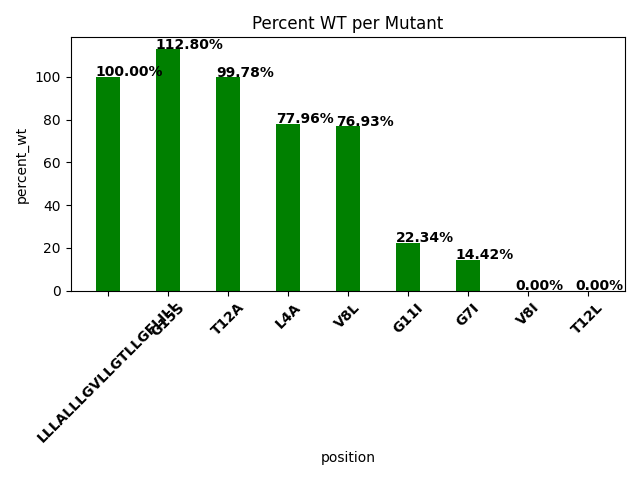 Percent WT per Mutant
percent_wt
100
80
60
40
20
0
100.00%
112.80%
99.78%
77.96%
76.93%
22.34%
14.42%
0.00%
0.00%
G15S
T12A
L4A
V8L
G11I
G7I
V8I
T12L
position